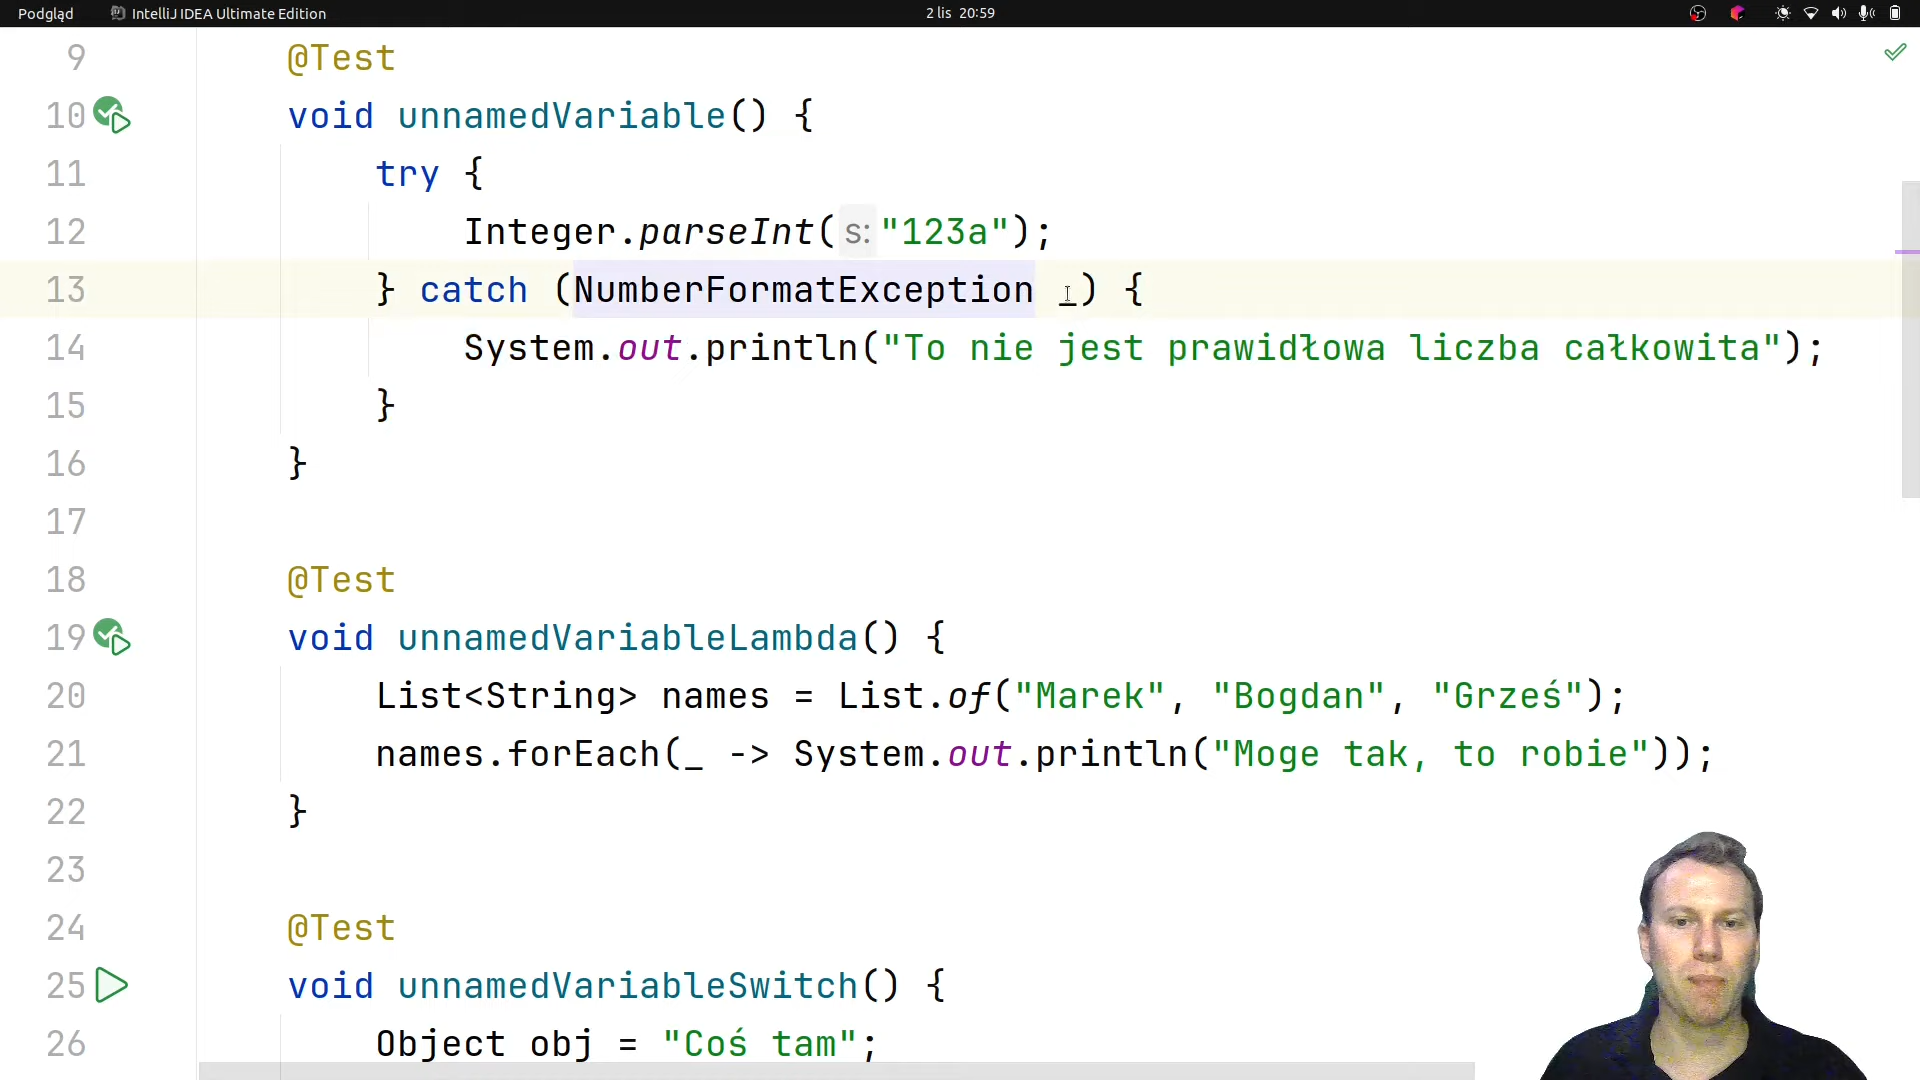 Podgląd IntelliJ IDEA Ultimate Edition 2 lis 20:59
9 @Test
10 void unnamedVariable() {
11 try {
12 Integer.parseInt( s: "123a");
13 } catch (NumberFormatException _) {
14 System.out.println("To nie jest prawidłowa liczba całkowita");
15 }
16 }
17
18 @Test
19 void unnamedVariableLambda() {
20 List<String> names = List.of("Marek", "Bogdan", "Grześ");
21 names.forEach(_ -> System.out.println("Moge tak, to robie"));
22 }
23
24 @Test
25 void unnamedVariableSwitch() {
26 Object obj = "Coś tam";